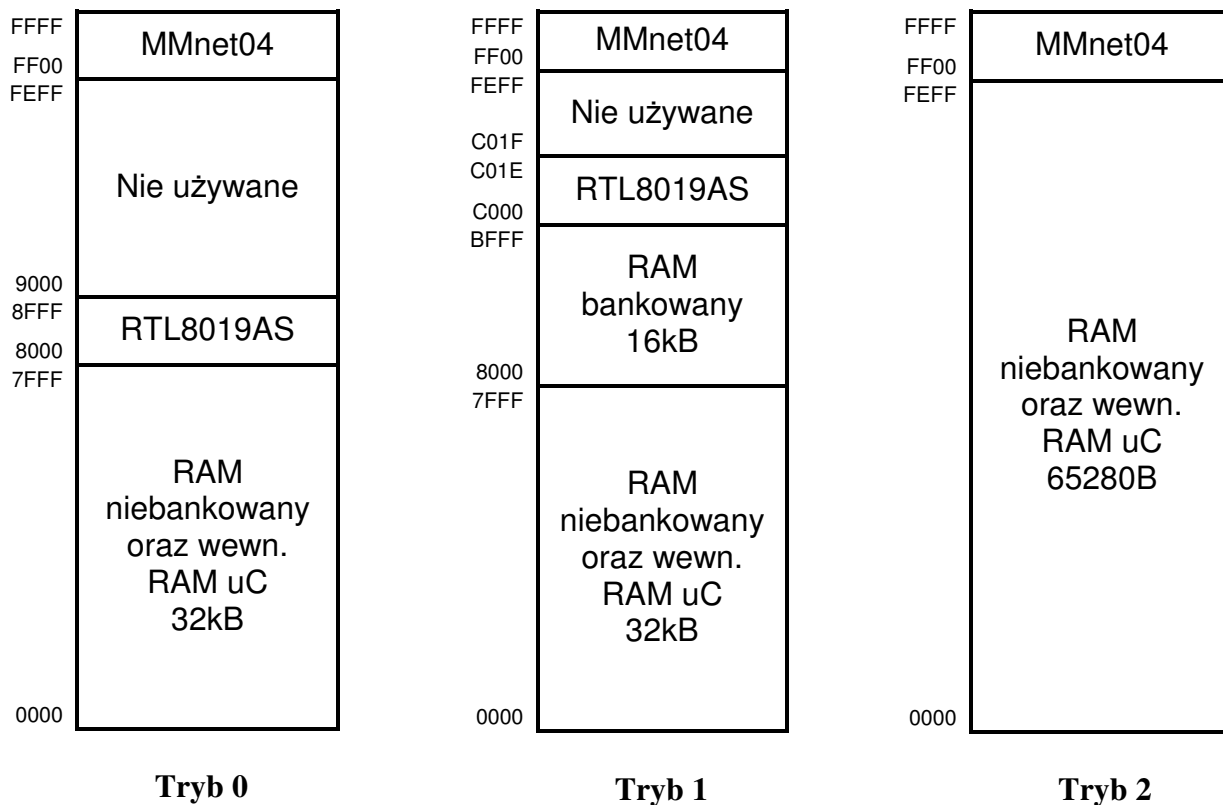 FFFF
MMnet04
FF00
FEFF
Nie używane
9000
8FFF
RTL8019AS
8000
7FFF
RAM
niebankowany
oraz wewn.
RAM uC
32kB
0000
Tryb 0
FFFF
MMnet04
FF00
FEFF
Nie używane
C01F
C01E
RTL8019AS
C000
BFFF
RAM
bankowany
16kB
8000
7FFF
RAM
niebankowany
oraz wewn.
RAM uC
32kB
0000
Tryb 1
FFFF
MMnet04
FF00
FEFF
RAM
niebankowany
oraz wewn.
RAM uC
65280B
0000
Tryb 2